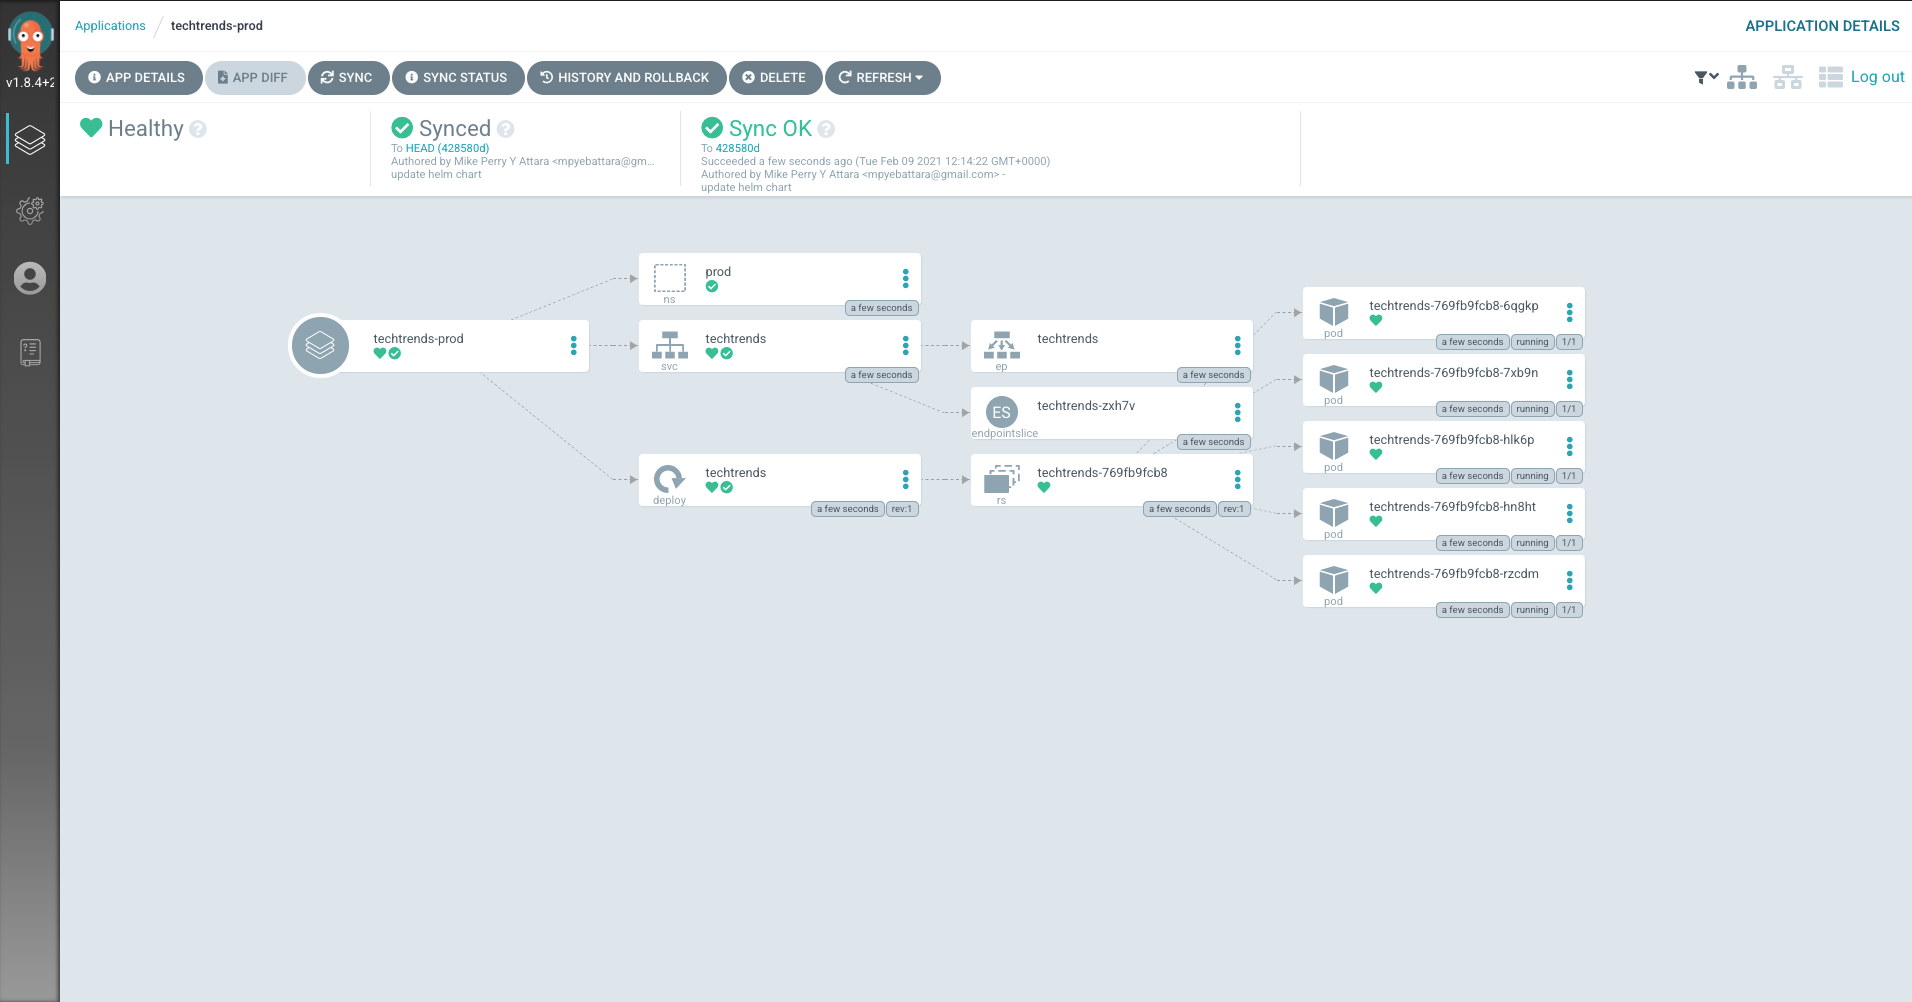 Applications / techtrends-prod
APPLICATION DETAILS
v1.8.4+2
APP DETAILS
APP DIFF
SYNC
SYNC STATUS
HISTORY AND ROLLBACK
DELETE
REFRESH
Log out
Healthy ?
Synced ?
To HEAD (428580d)
Authored by Mike Perry Y Attara <mpyebattara@gm...
update helm chart
Sync OK ?
To 428580d
Succeeded a few seconds ago (Tue Feb 09 2021 12:14:22 GMT+0000)
Authored by Mike Perry Y Attara <mpyebattara@gmail.com> -
update helm chart
techtrends-prod
prod
ns
a few seconds
techtrends
svc
a few seconds
techtrends
deploy
a few seconds rev:1
techtrends
ep
a few seconds
ES
techtrends-zxh7v
endpointslice
a few seconds
techtrends-769fb9fcb8
rs
a few seconds rev:1
techtrends-769fb9fcb8-6qgkp
pod
a few seconds running 1/1
techtrends-769fb9fcb8-7xb9n
pod
a few seconds running 1/1
techtrends-769fb9fcb8-hlk6p
pod
a few seconds running 1/1
techtrends-769fb9fcb8-hn8ht
pod
a few seconds running 1/1
techtrends-769fb9fcb8-rzcdm
pod
a few seconds running 1/1